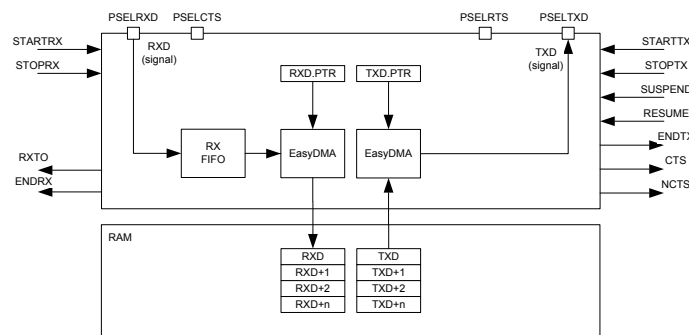 PSELRXD
PSELCTS
PSELRTS
PSELTXD
STARTRX
STOPRX
RXD
(signal)
TXD
(signal)
STARTTX
STOPTX
SUSPEND
RESUME
ENDTX
CTS
NCTS
RXD.PTR
TXD.PTR
RX
FIFO
EasyDMA
EasyDMA
RXTO
ENDRX
RAM
RXD
RXD+1
RXD+2
RXD+n
TXD
TXD+1
TXD+2
TXD+n